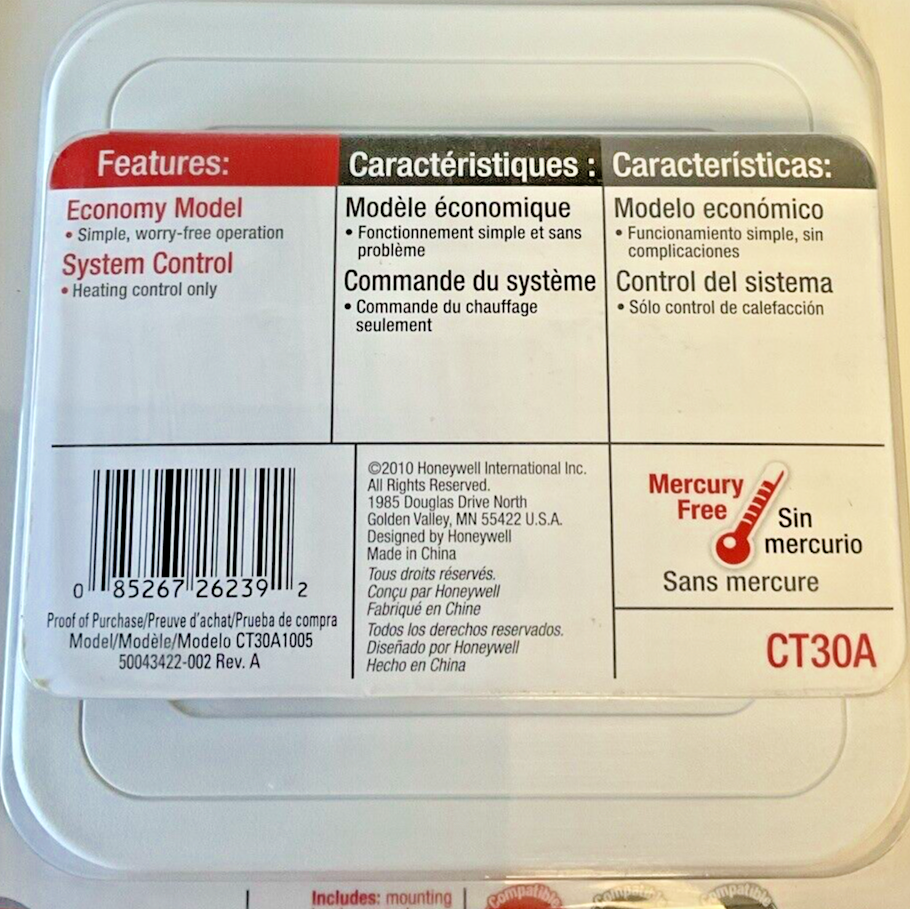 Features:
Economy Model
• Simple, worry-free operation
System Control
• Heating control only
Caractéristiques :
Modèle économique
• Fonctionnement simple et sans
problème
Commande du système
• Commande du chauffage
seulement
Características:
Modelo económico
• Funcionamiento simple, sin
complicaciones
Control del sistema
• Sólo control de calefacción
0 85267 26239 2
Proof of Purchase/Preuve d'achat/Prueba de compra
Model/Modèle/Modelo CT30A1005
50043422-002 Rev. A
©2010 Honeywell International Inc.
All Rights Reserved.
1985 Douglas Drive North
Golden Valley, MN 55422 U.S.A.
Designed by Honeywell
Made in China
Tous droits réservés.
Conçu par Honeywell
Fabriqué en Chine
Todos los derechos reservados.
Diseñado por Honeywell
Hecho en China
Mercury
Free
Sin
mercurio
Sans mercure
CT30A
Includes: mounting
Compatible
Compatible
Compatible